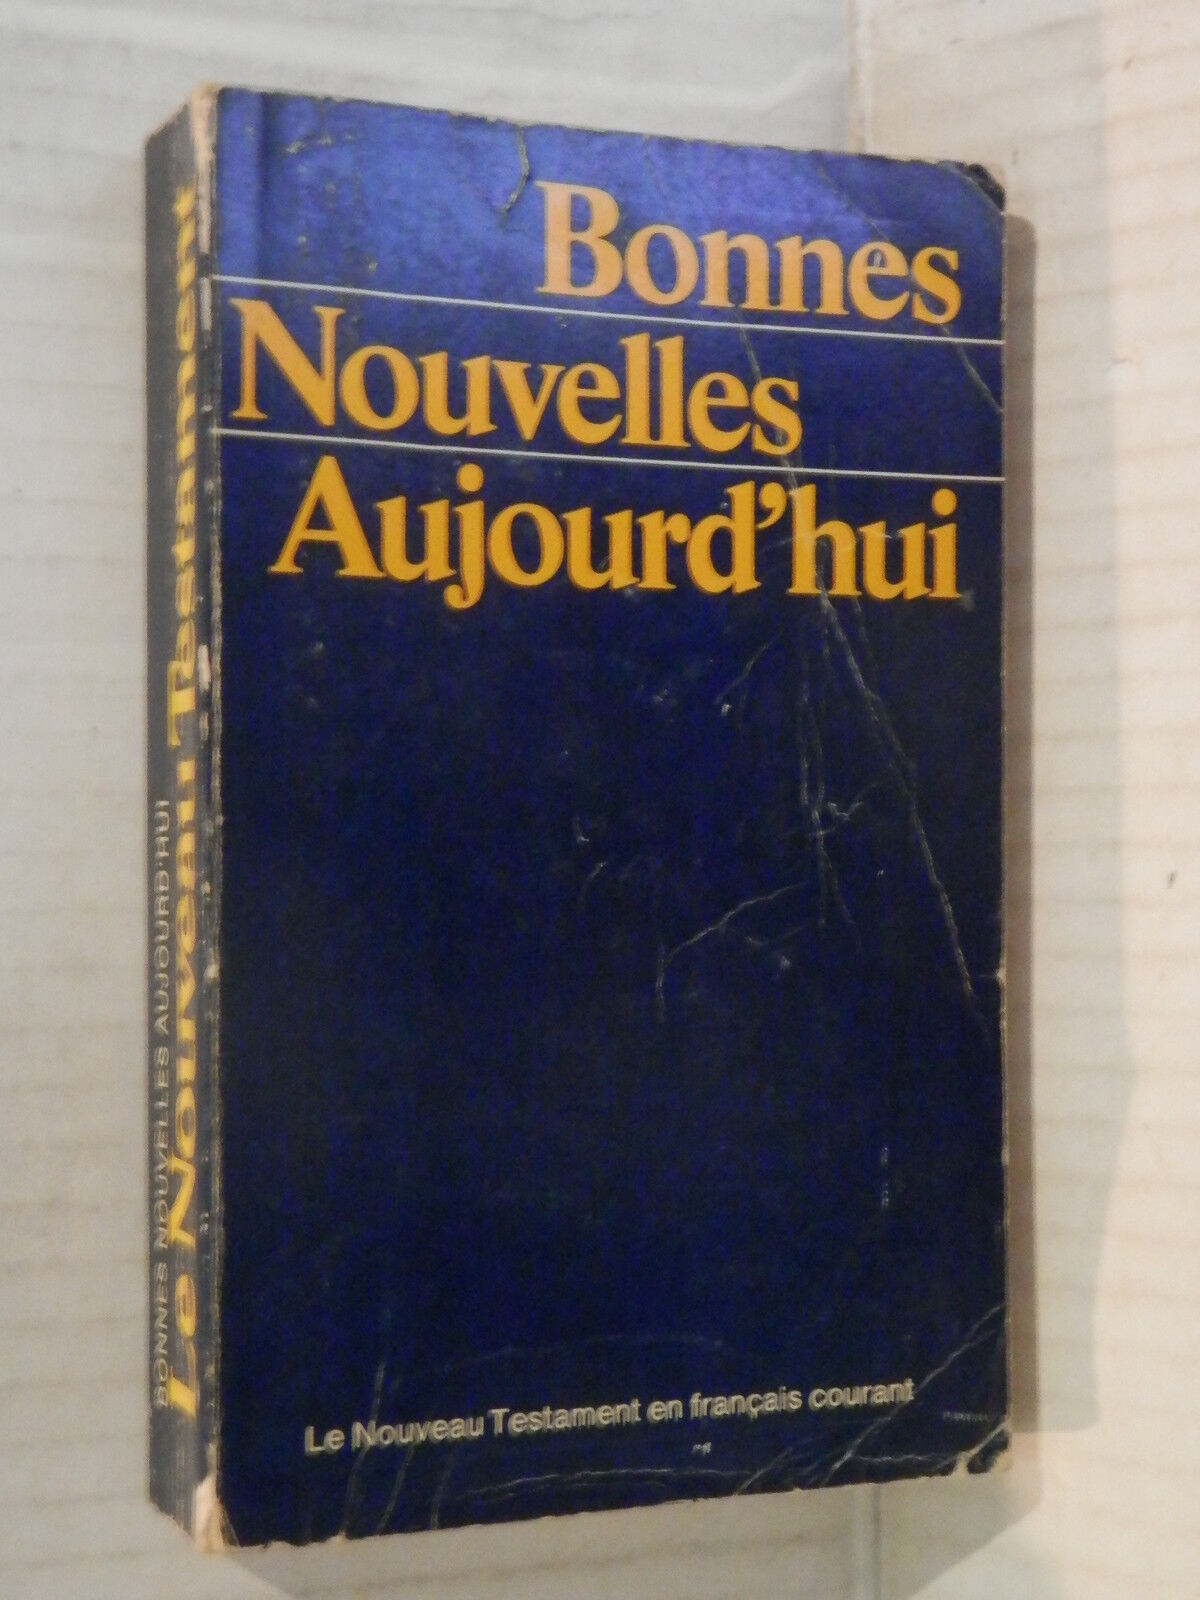 Bonnes
Nouvelles
Aujourd'hui
Le Nouveau Testament en français courant
BONNES NOUVELLES AUJOURD'HUI
Le Nouveau Testament